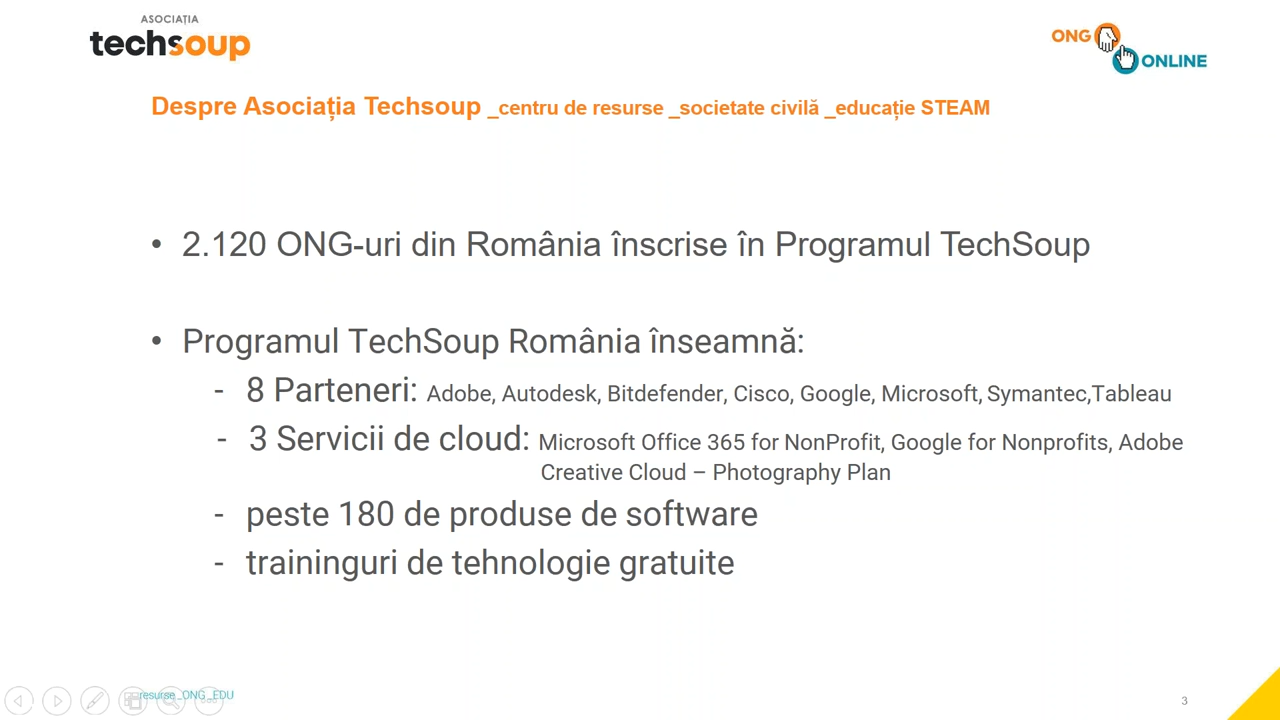 ASOCIAȚIA
techsoup
ONG
ONLINE
Despre Asociația Techsoup _centru de resurse _societate civilă _educație STEAM
• 2.120 ONG-uri din România înscrise în Programul TechSoup
• Programul TechSoup România înseamnă:
- 8 Parteneri: Adobe, Autodesk, Bitdefender, Cisco, Google, Microsoft, Symantec,Tableau
- 3 Servicii de cloud: Microsoft Office 365 for NonProfit, Google for Nonprofits, Adobe
Creative Cloud – Photography Plan
- peste 180 de produse de software
- traininguri de tehnologie gratuite
resurse_ONG_EDU
3